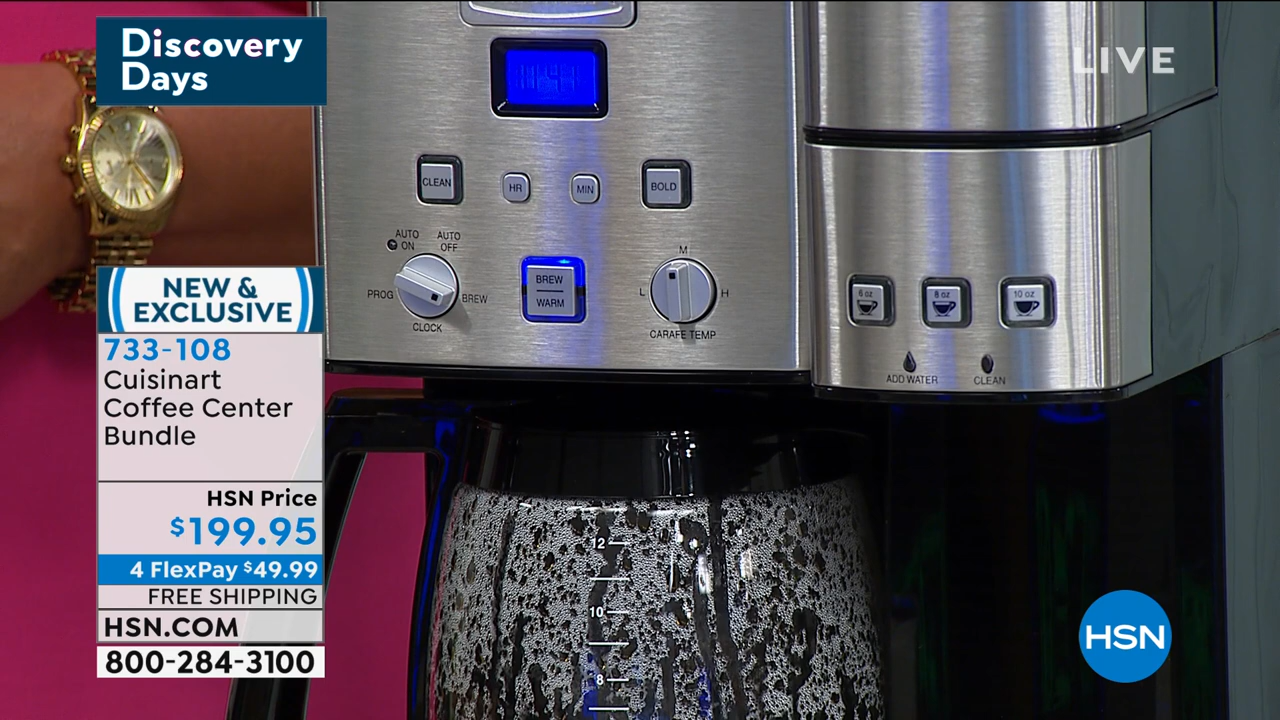 Discovery
Days
LIVE
CLEAN
HR
MIN
BOLD
AUTO
ON
AUTO
OFF
PROG
BREW
CLOCK
BREW
WARM
M
L
H
CARAFE TEMP
6 oz
8 oz
10 oz
ADD WATER
CLEAN
NEW &
EXCLUSIVE
733-108
Cuisinart
Coffee Center
Bundle
HSN Price
$199.95
4 FlexPay $49.99
FREE SHIPPING
HSN.COM
800-284-3100
12
10
8
HSN